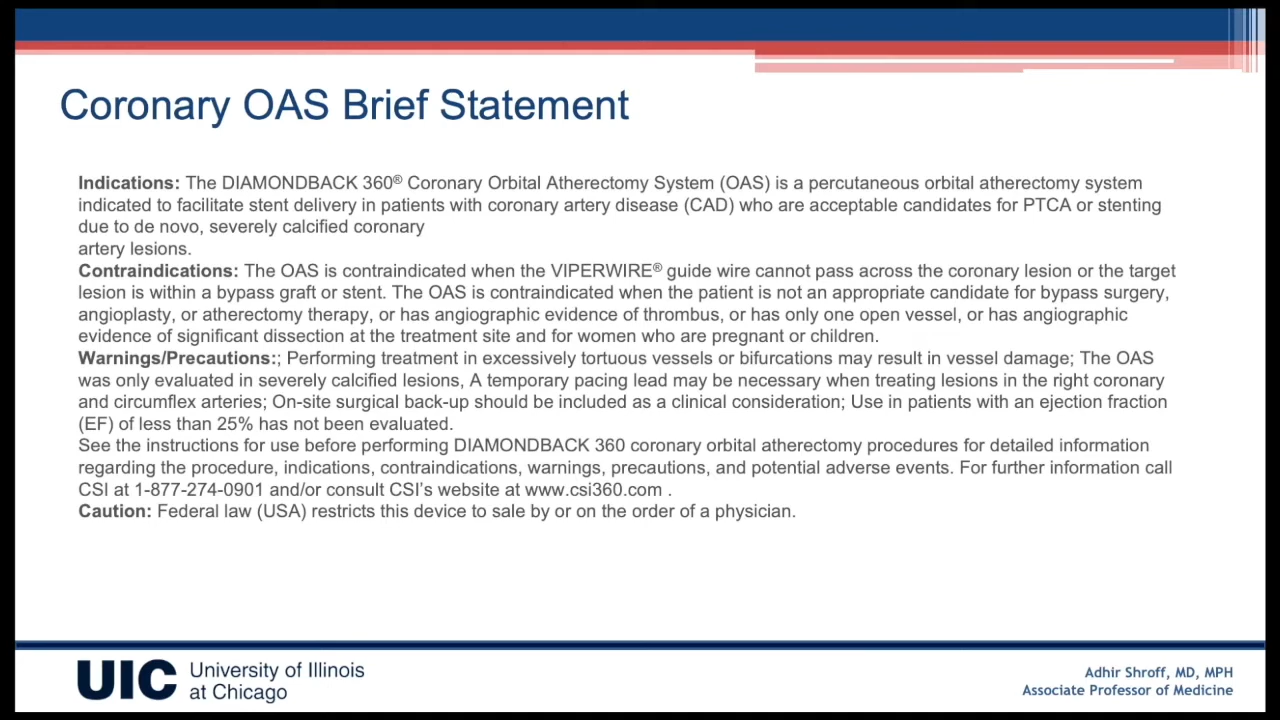 Coronary OAS Brief Statement
Indications: The DIAMONDBACK 360® Coronary Orbital Atherectomy System (OAS) is a percutaneous orbital atherectomy system
indicated to facilitate stent delivery in patients with coronary artery disease (CAD) who are acceptable candidates for PTCA or stenting
due to de novo, severely calcified coronary
artery lesions.
Contraindications: The OAS is contraindicated when the VIPERWIRE® guide wire cannot pass across the coronary lesion or the target
lesion is within a bypass graft or stent. The OAS is contraindicated when the patient is not an appropriate candidate for bypass surgery,
angioplasty, or atherectomy therapy, or has angiographic evidence of thrombus, or has only one open vessel, or has angiographic
evidence of significant dissection at the treatment site and for women who are pregnant or children.
Warnings/Precautions:; Performing treatment in excessively tortuous vessels or bifurcations may result in vessel damage; The OAS
was only evaluated in severely calcified lesions, A temporary pacing lead may be necessary when treating lesions in the right coronary
and circumflex arteries; On-site surgical back-up should be included as a clinical consideration; Use in patients with an ejection fraction
(EF) of less than 25% has not been evaluated.
See the instructions for use before performing DIAMONDBACK 360 coronary orbital atherectomy procedures for detailed information
regarding the procedure, indications, contraindications, warnings, precautions, and potential adverse events. For further information call
CSI at 1-877-274-0901 and/or consult CSI's website at www.csi360.com .
Caution: Federal law (USA) restricts this device to sale by or on the order of a physician.
UIC University of Illinois
at Chicago
Adhir Shroff, MD, MPH
Associate Professor of Medicine